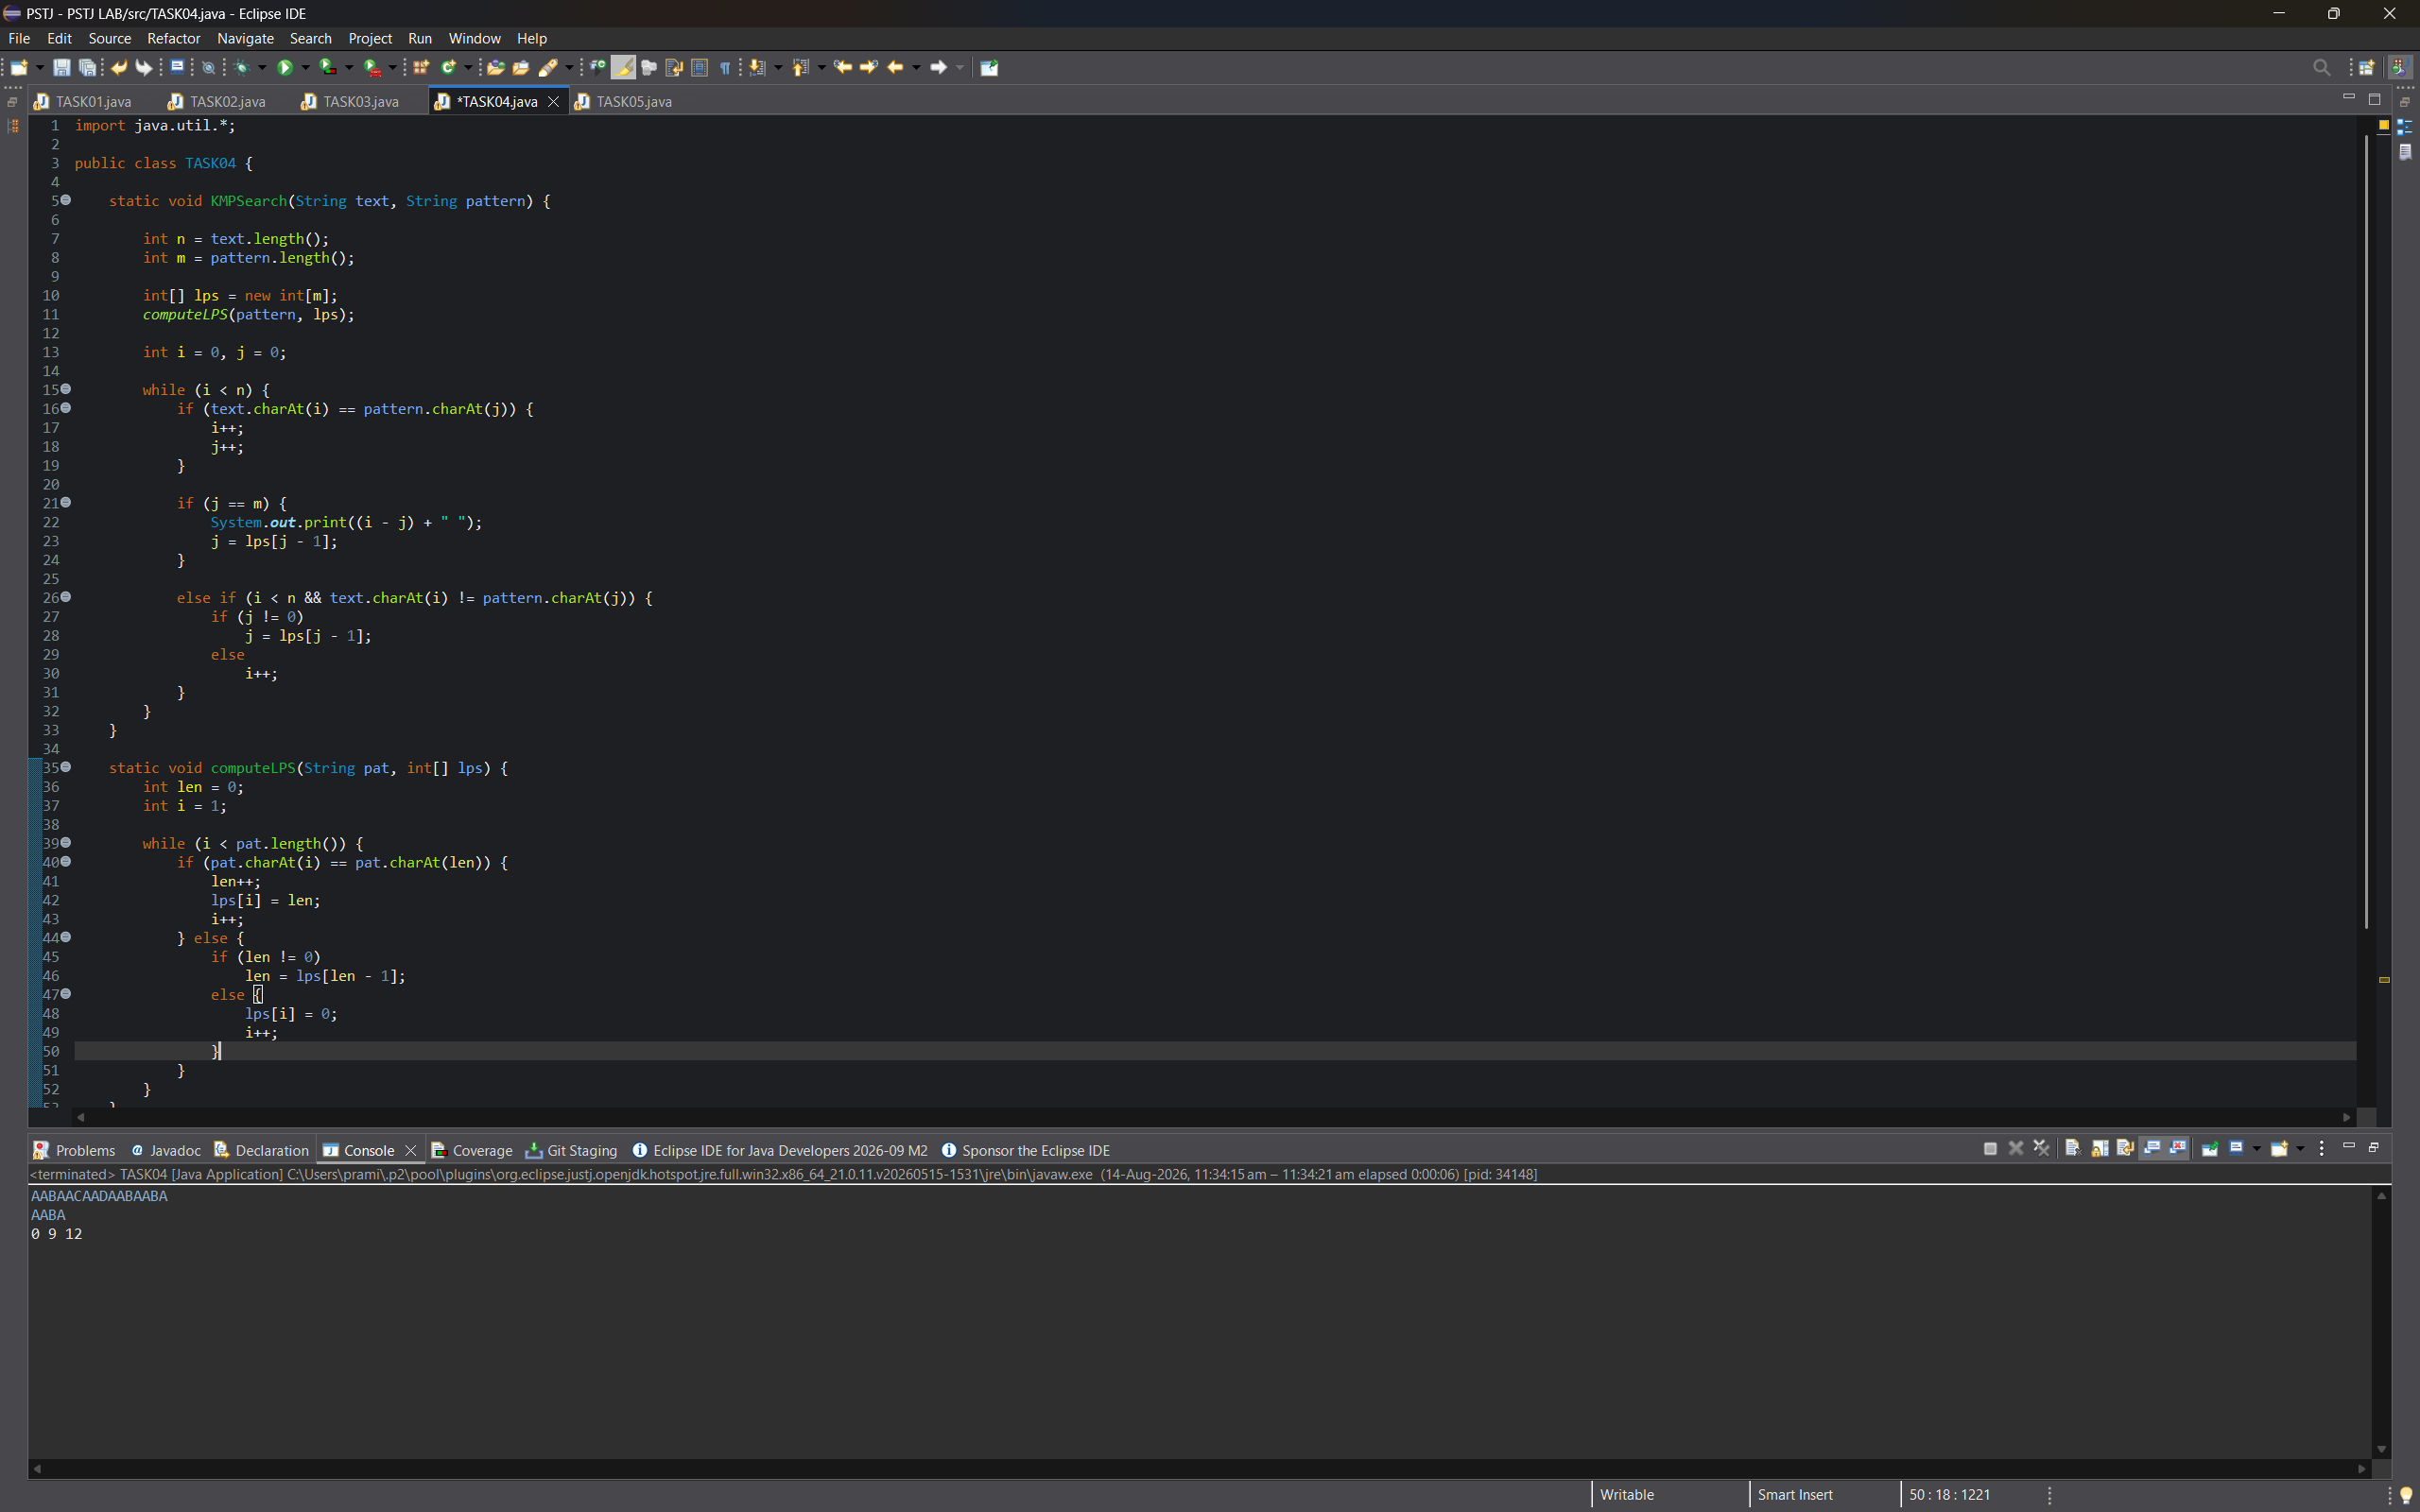 PSTJ - PSTJ LAB/src/TASK04.java - Eclipse IDE
File Edit Source Refactor Navigate Search Project Run Window Help
TASK01.java TASK02.java TASK03.java *TASK04.java TASK05.java
1 import java.util.*;
2
3 public class TASK04 {
4
5 static void KMPSearch(String text, String pattern) {
6
7 int n = text.length();
8 int m = pattern.length();
9
10 int[] lps = new int[m];
11 computeLPS(pattern, lps);
12
13 int i = 0, j = 0;
14
15 while (i < n) {
16 if (text.charAt(i) == pattern.charAt(j)) {
17 i++;
18 j++;
19 }
20
21 if (j == m) {
22 System.out.print((i - j) + " ");
23 j = lps[j - 1];
24 }
25
26 else if (i < n && text.charAt(i) != pattern.charAt(j)) {
27 if (j != 0)
28 j = lps[j - 1];
29 else
30 i++;
31 }
32 }
33 }
34
35 static void computeLPS(String pat, int[] lps) {
36 int len = 0;
37 int i = 1;
38
39 while (i < pat.length()) {
40 if (pat.charAt(i) == pat.charAt(len)) {
41 len++;
42 lps[i] = len;
43 i++;
44 } else {
45 if (len != 0)
46 len = lps[len - 1];
47 else {
48 lps[i] = 0;
49 i++;
50 }
51 }
52 }
53 }
Problems @ Javadoc Declaration Console Coverage Git Staging Eclipse IDE for Java Developers 2026-09 M2 Sponsor the Eclipse IDE
<terminated> TASK04 [Java Application] C:\Users\prami\.p2\pool\plugins\org.eclipse.justj.openjdk.hotspot.jre.full.win32.x86_64_21.0.11.v20260515-1531\jre\bin\javaw.exe (14-Aug-2026, 11:34:15 am – 11:34:21 am elapsed 0:00:06) [pid: 34148]
AABAACAADAABAABA
AABA
0 9 12
Writable Smart Insert 50 : 18 : 1221